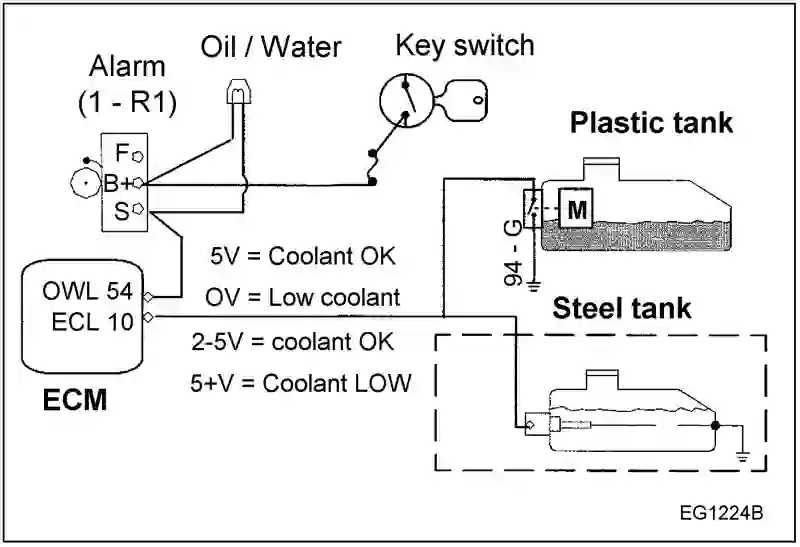 Oil / Water
Key switch
Alarm
(1 - R1)
Plastic tank
F
B+
S
M
94 - G
5V = Coolant OK
OWL 54
OV = Low coolant
ECL 10
Steel tank
2-5V = coolant OK
5+V = Coolant LOW
ECM
EG1224B